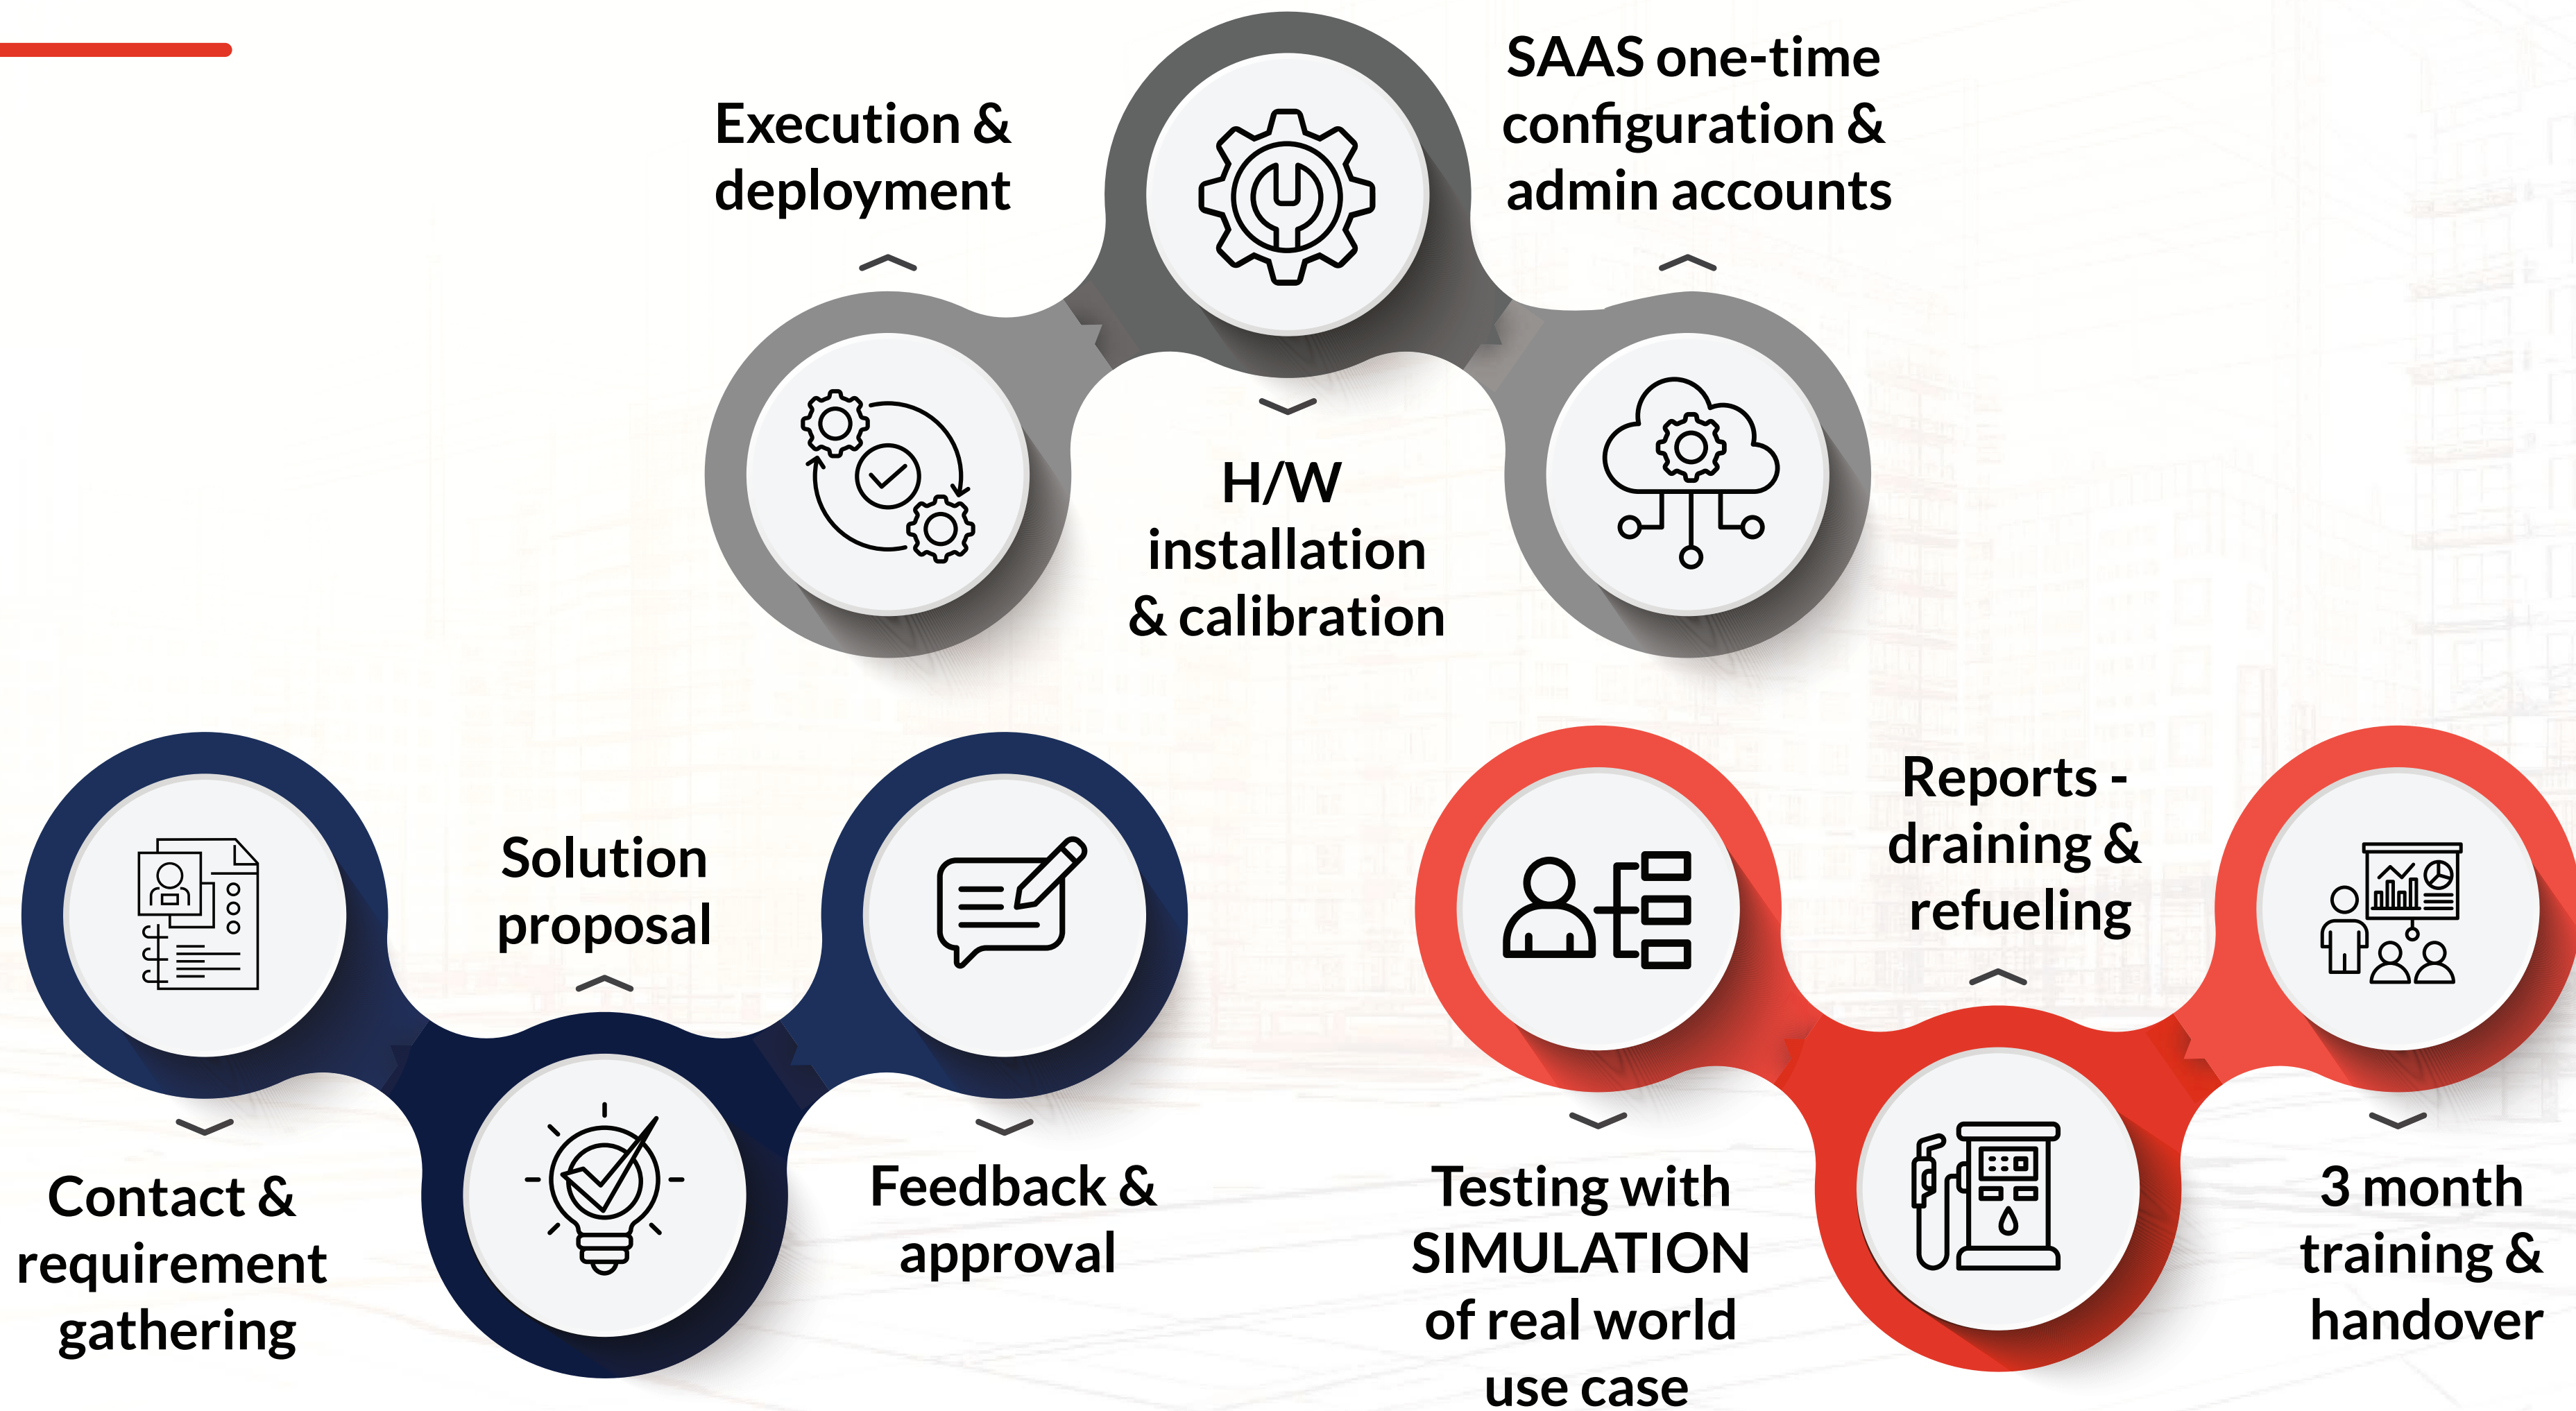 Execution &
deployment
SAAS one-time
configuration &
admin accounts
H/W
installation
& calibration
Contact &
requirement
gathering
Solution
proposal
Feedback &
approval
Testing with
SIMULATION
of real world
use case
Reports -
draining &
refueling
3 month
training &
handover